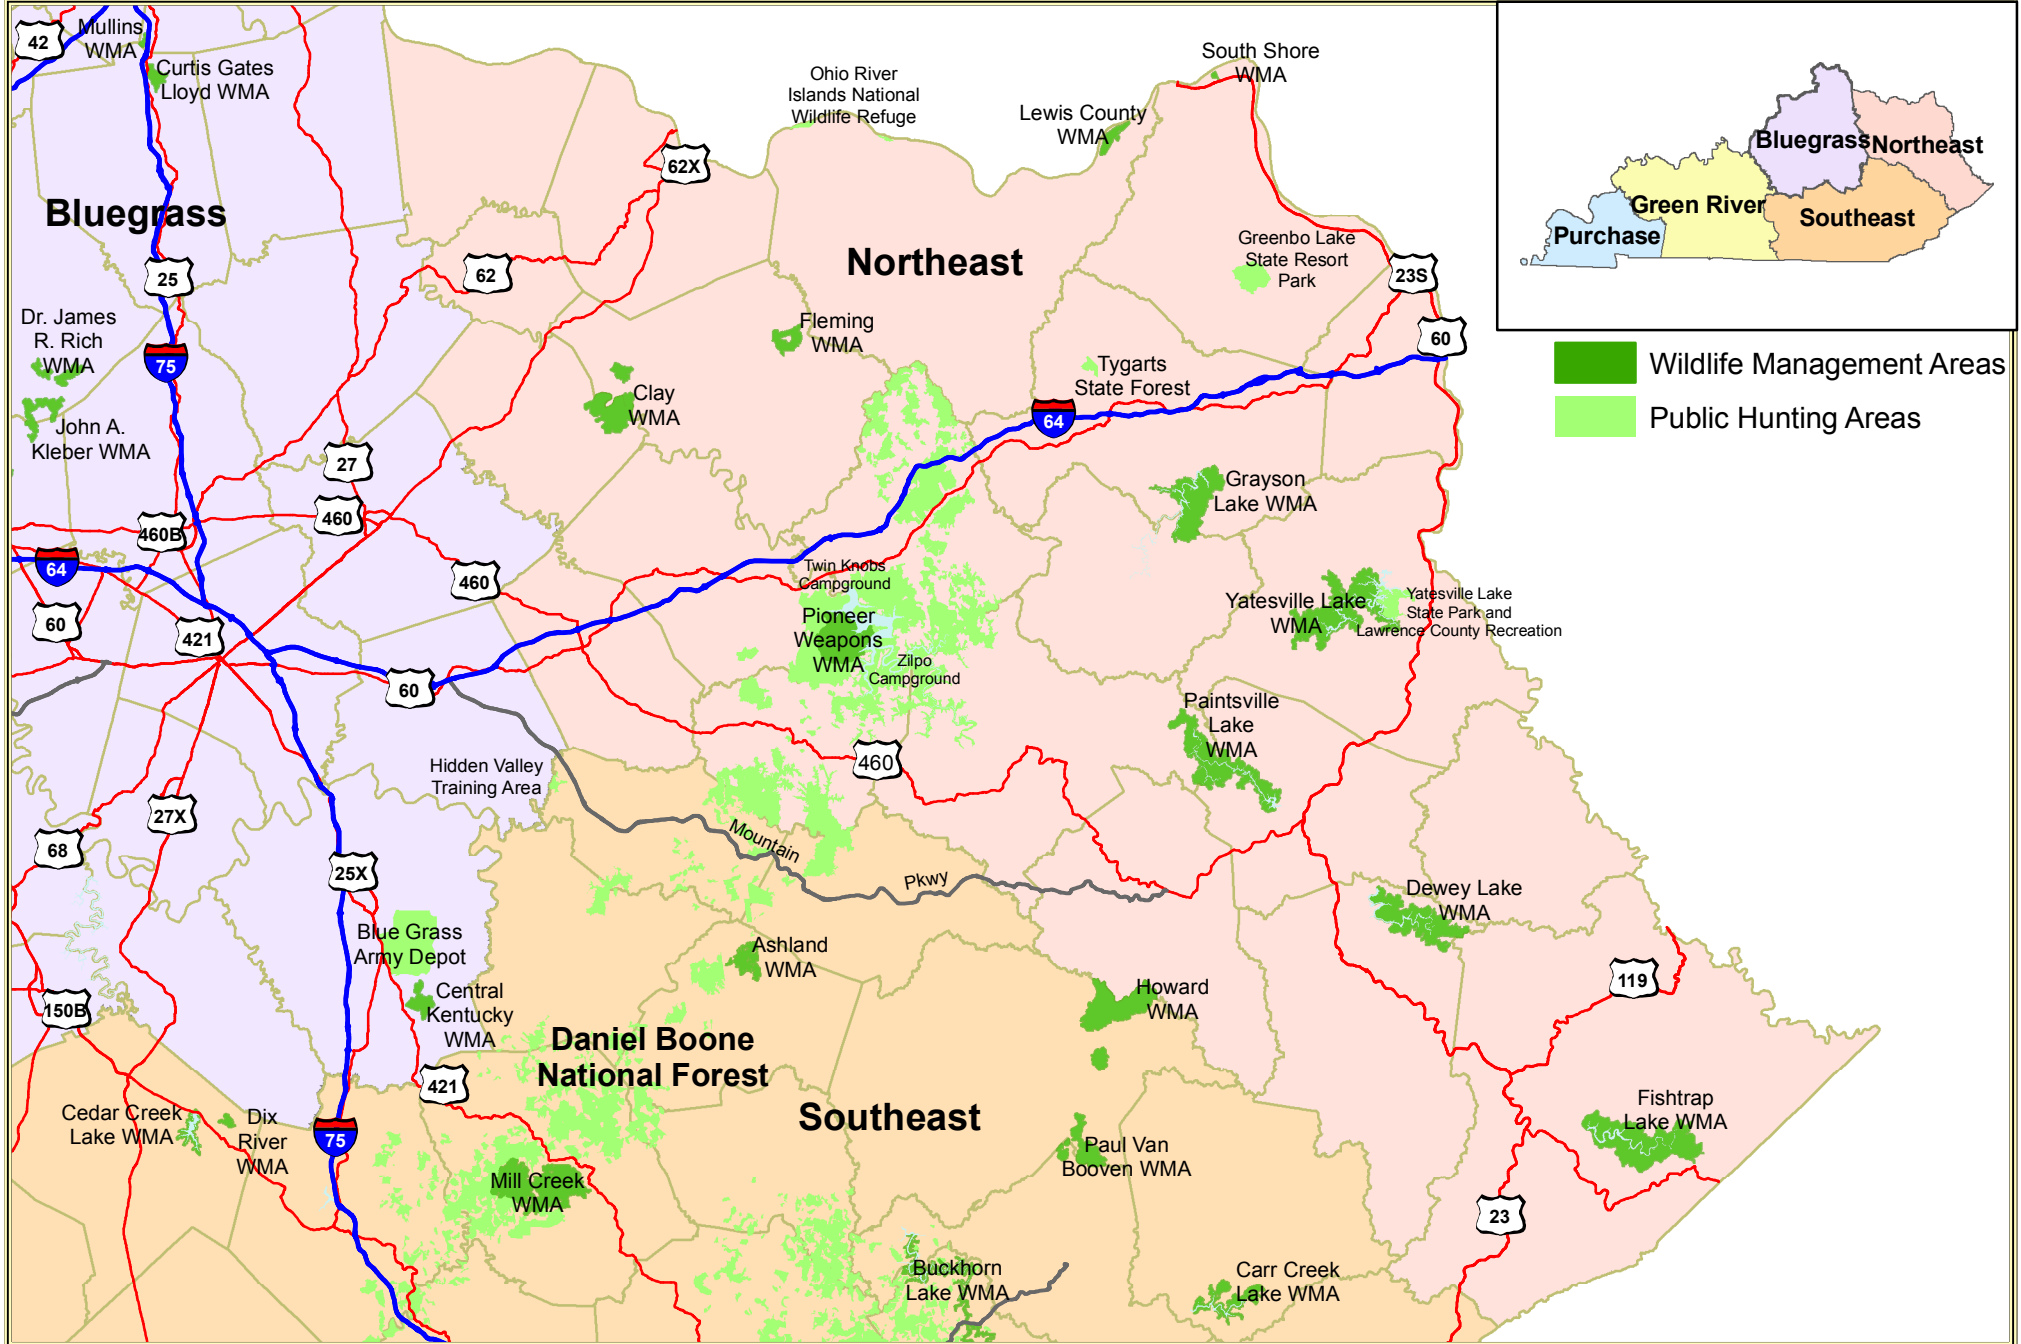 42
Mullins
WMA
Curtis Gates
Lloyd WMA
Ohio River
Islands National
Wildlife Refuge
South Shore
WMA
Lewis County
WMA
62X
Bluegrass
Northeast
25
62
Greenbo Lake
State Resort
Park
23S
60
Dr. James
R. Rich
WMA
75
Fleming
WMA
Tygarts
State Forest
Clay
WMA
64
John A.
Kleber WMA
27
460
460B
Grayson
Lake WMA
64
460
Twin Knobs
Campground
60
421
Pioneer
Weapons
WMA
Zilpo
Campground
60
Yatesville Lake
WMA
Yatesville Lake
State Park and
Lawrence County Recreation
Paintsville
Lake
WMA
Hidden Valley
Training Area
460
27X
68
25X
Mountain
Pkwy
Dewey Lake
WMA
Blue Grass
Army Depot
Ashland
WMA
119
Central
Kentucky
WMA
150B
Howard
WMA
Daniel Boone
National Forest
421
Southeast
Cedar Creek
Lake WMA
Dix
River
WMA
75
Fishtrap
Lake WMA
Paul Van
Booven WMA
Mill Creek
WMA
23
Buckhorn
Lake WMA
Carr Creek
Lake WMA
Bluegrass
Northeast
Green River
Southeast
Purchase
Wildlife Management Areas
Public Hunting Areas